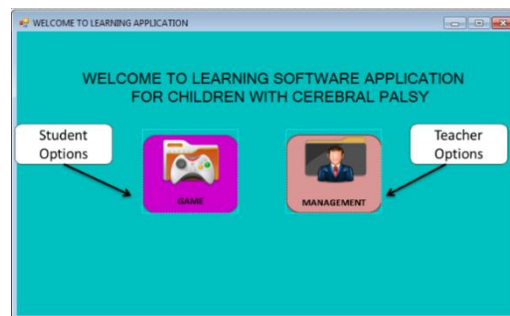 WELCOME TO LEARNING APPLICATION
WELCOME TO LEARNING SOFTWARE APPLICATION
FOR CHILDREN WITH CEREBRAL PALSY
Student
Options
Teacher
Options
GAME
MANAGEMENT